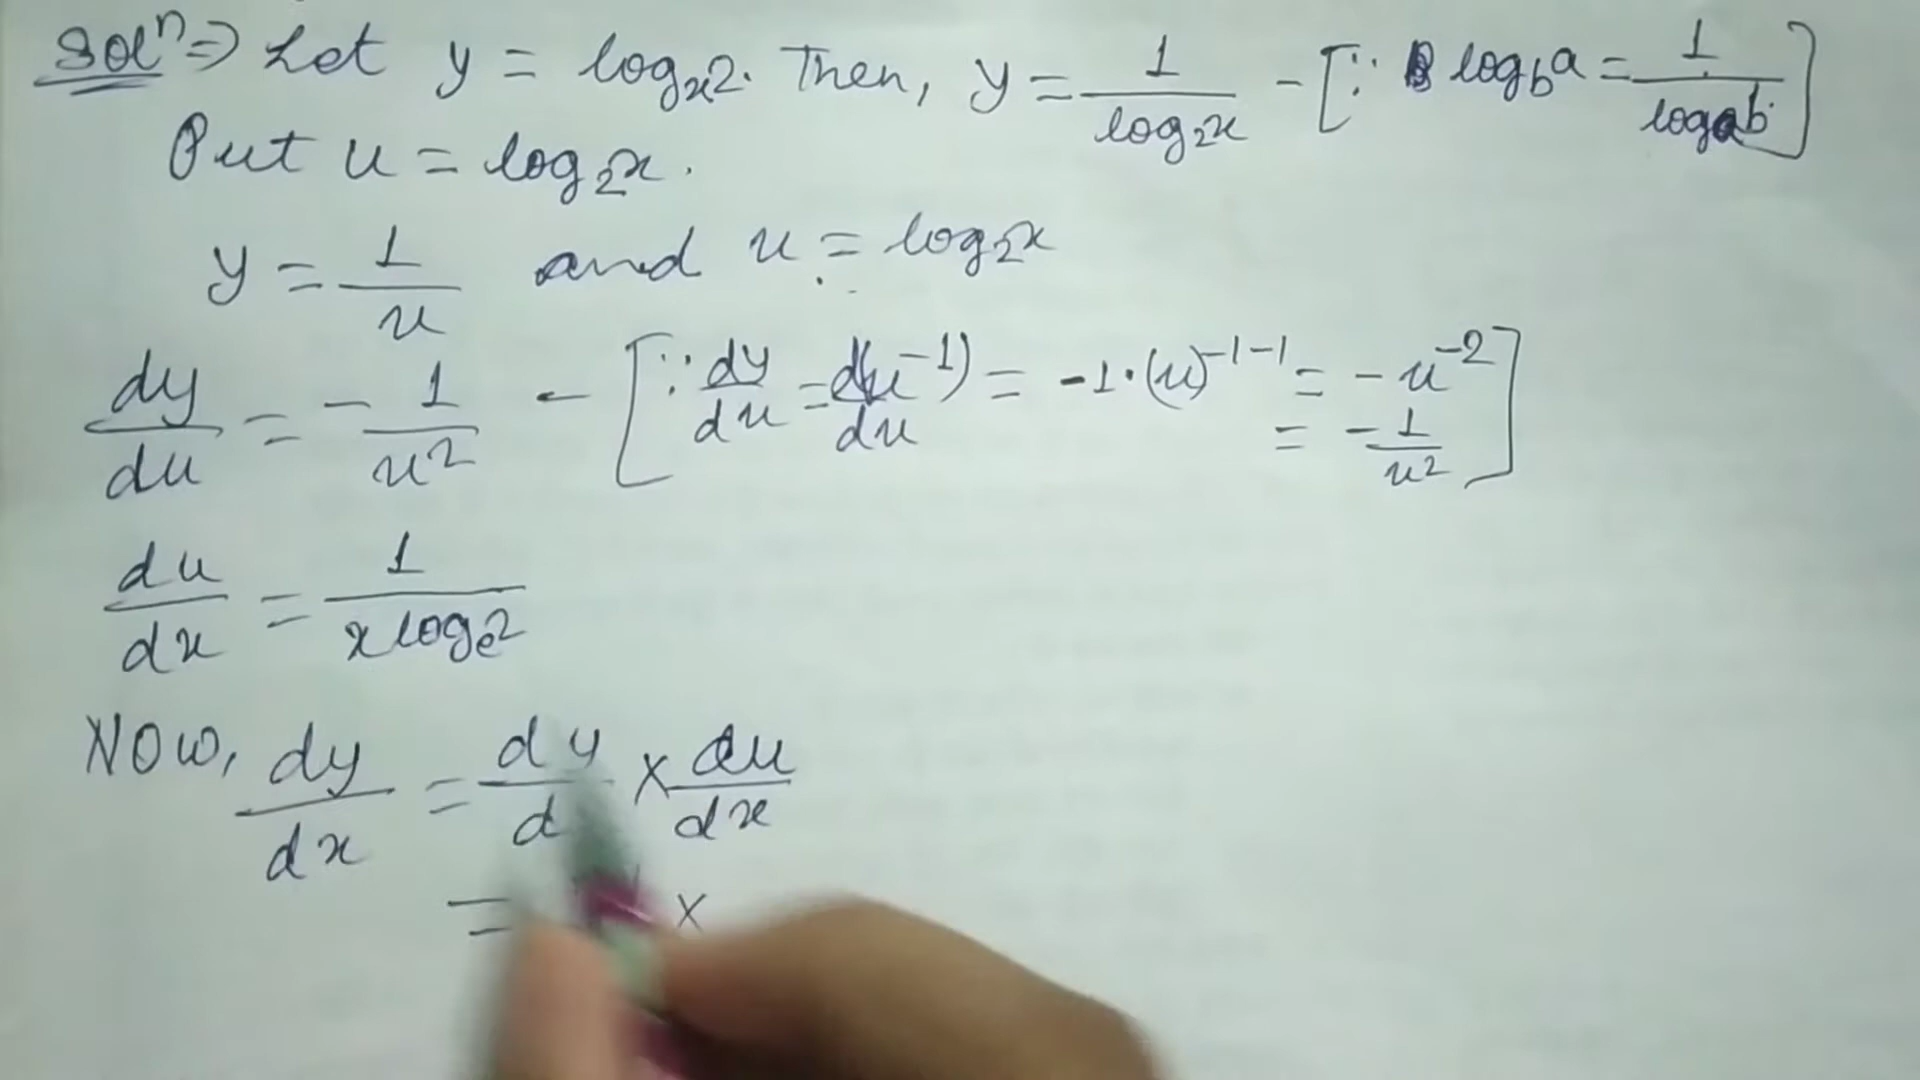 Solⁿ ⇒ Let y = logₓ2. Then, y = 1/log₂x - [∵ log_b a = 1/log_a b]
Put u = log₂x.
y = 1/u and u = log₂x
dy/du = - 1/u² - [∵ dy/du = d(u⁻¹)/du = -1·(u)⁻¹⁻¹ = -u⁻²
= - 1/u²]
du/dx = 1/x logₑ2
Now, dy/dx = dy/d × du/dx
= ×